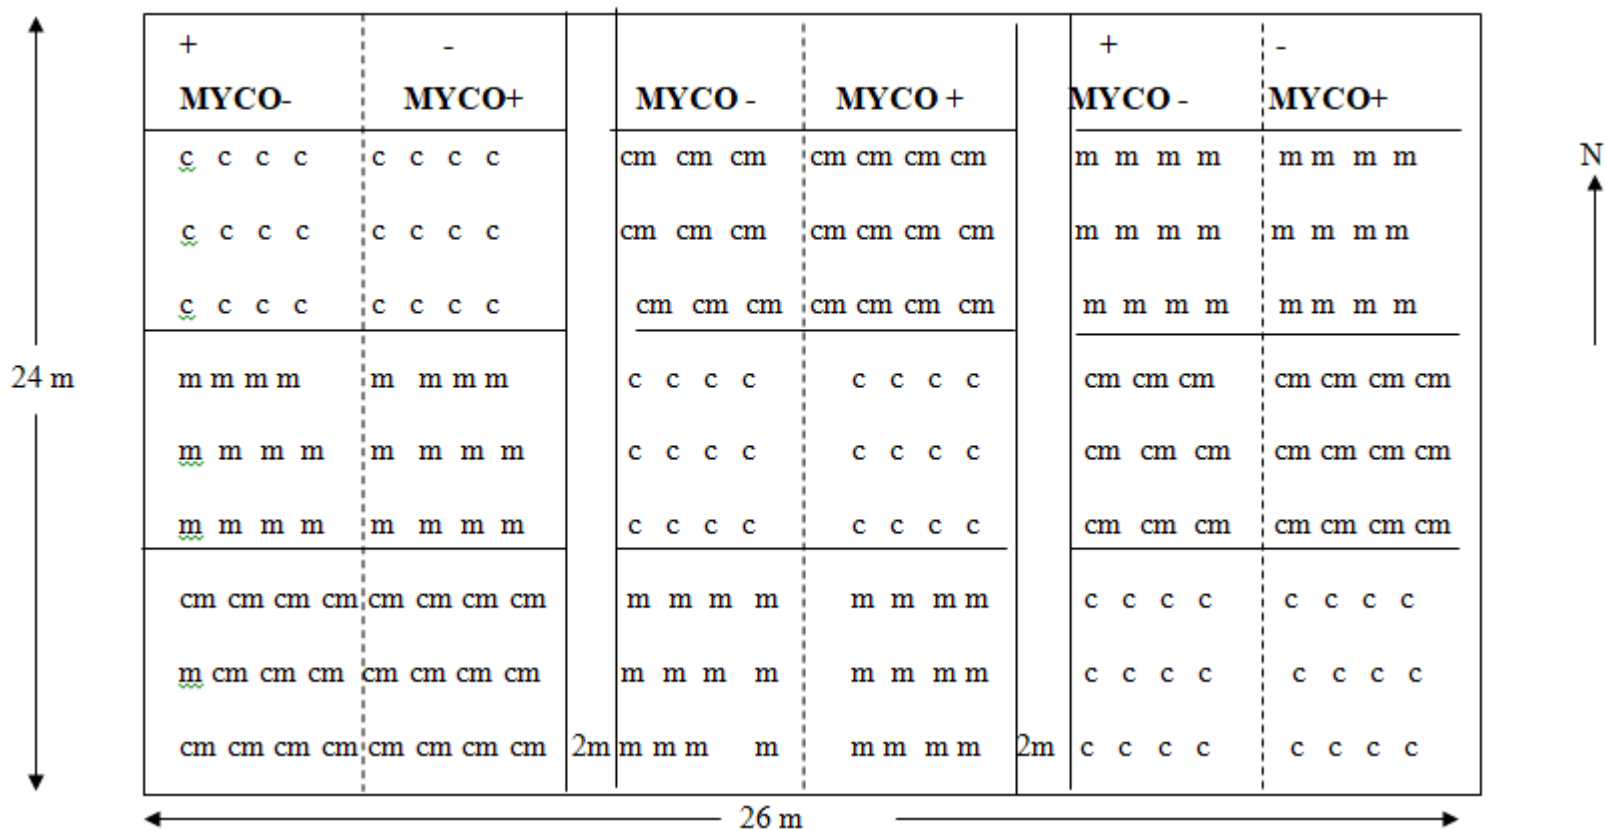 + - + -
MYCO- MYCO+ MYCO - MYCO + MYCO - MYCO+
c c c c c c c c cm cm cm cm cm cm cm m m m m m m m m N
c c c c c c c c cm cm cm cm cm cm cm m m m m m m m m
c c c c c c c c cm cm cm cm cm cm cm m m m m m m m m
24 m m m m m m m m m c c c c c c c c cm cm cm cm cm cm cm
m m m m m m m m c c c c c c c c cm cm cm cm cm cm cm
m m m m m m m m c c c c c c c c cm cm cm cm cm cm cm
cm cm cm cm cm cm cm cm m m m m m m m m c c c c c c c c
m cm cm cm cm cm cm cm m m m m m m m m c c c c c c c c
cm cm cm cm cm cm cm cm 2m m m m m m m m m 2m c c c c c c c c
26 m